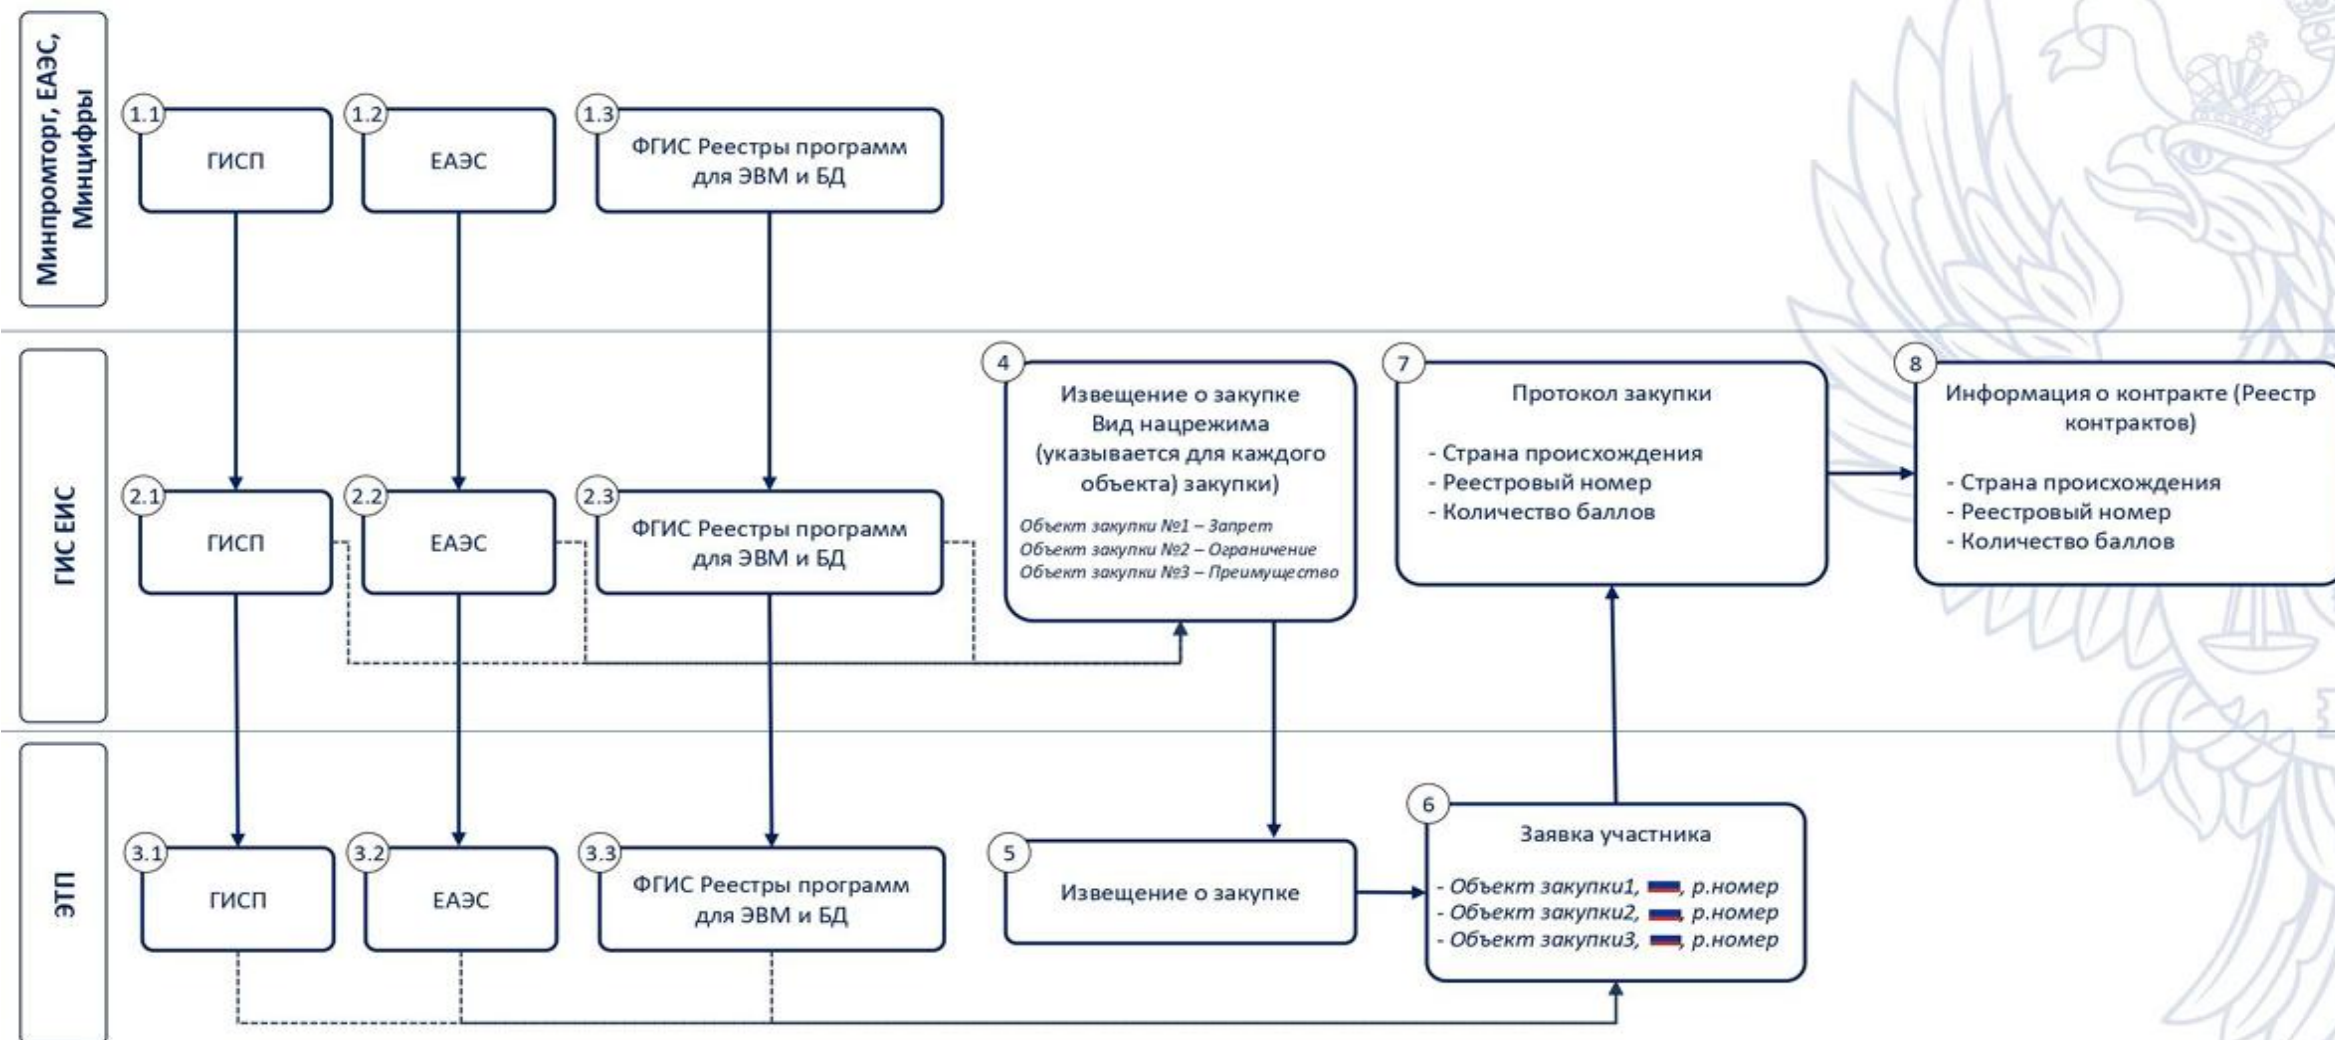 Минпромторг, ЕАЭС,
Минцифры
1.1
ГИСП
1.2
ЕАЭС
1.3
ФГИС Реестры программ
для ЭВМ и БД
ГИС ЕИС
2.1
ГИСП
2.2
ЕАЭС
2.3
ФГИС Реестры программ
для ЭВМ и БД
4
Извещение о закупке
Вид нацрежима
(указывается для каждого
объекта) закупки)
Объект закупки №1 – Запрет
Объект закупки №2 – Ограничение
Объект закупки №3 – Преимущество
7
Протокол закупки
- Страна происхождения
- Реестровый номер
- Количество баллов
8
Информация о контракте (Реестр
контрактов)
- Страна происхождения
- Реестровый номер
- Количество баллов
ЭТП
3.1
ГИСП
3.2
ЕАЭС
3.3
ФГИС Реестры программ
для ЭВМ и БД
5
Извещение о закупке
6
Заявка участника
- Объект закупки1, , р.номер
- Объект закупки2, , р.номер
- Объект закупки3, , р.номер